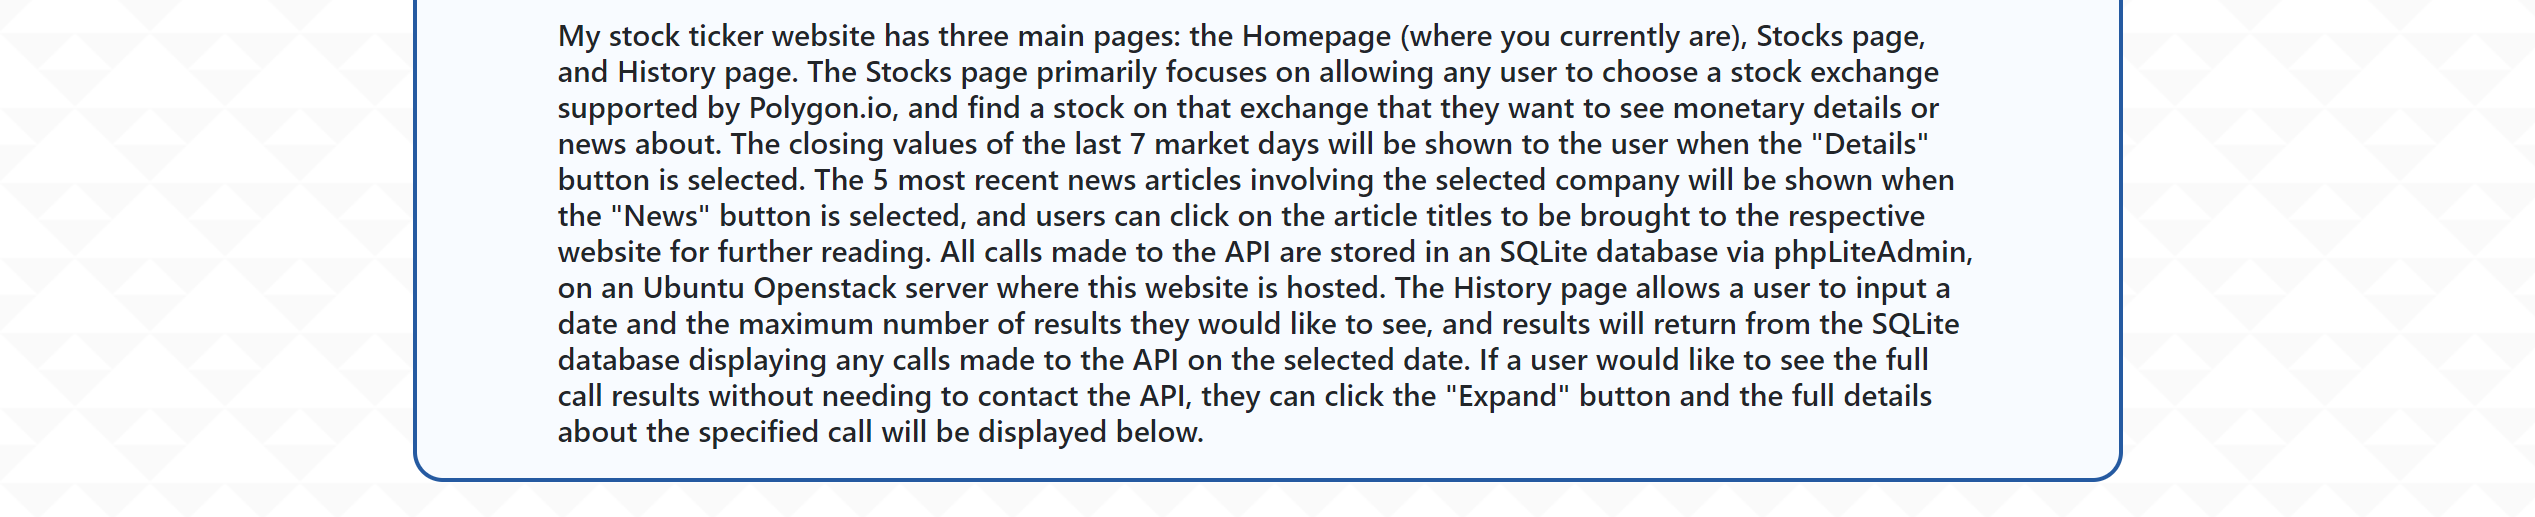 My stock ticker website has three main pages: the Homepage (where you currently are), Stocks page,
and History page. The Stocks page primarily focuses on allowing any user to choose a stock exchange
supported by Polygon.io, and find a stock on that exchange that they want to see monetary details or
news about. The closing values of the last 7 market days will be shown to the user when the "Details"
button is selected. The 5 most recent news articles involving the selected company will be shown when
the "News" button is selected, and users can click on the article titles to be brought to the respective
website for further reading. All calls made to the API are stored in an SQLite database via phpLiteAdmin,
on an Ubuntu Openstack server where this website is hosted. The History page allows a user to input a
date and the maximum number of results they would like to see, and results will return from the SQLite
database displaying any calls made to the API on the selected date. If a user would like to see the full
call results without needing to contact the API, they can click the "Expand" button and the full details
about the specified call will be displayed below.